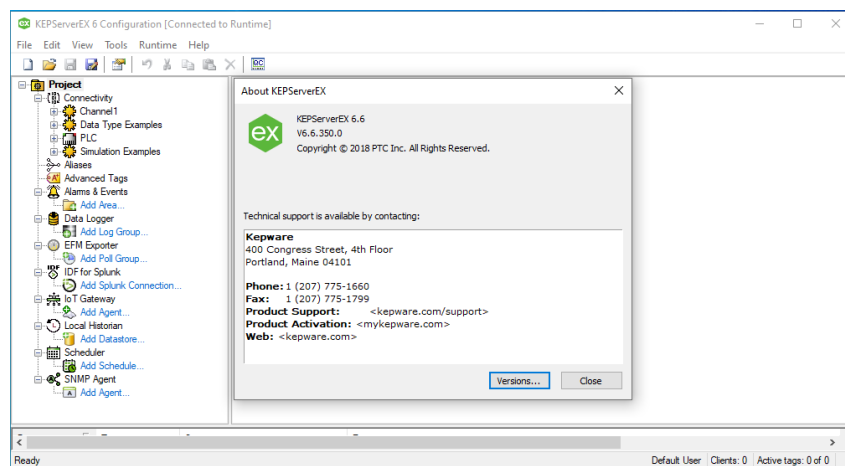 KEPServerEX 6 Configuration [Connected to Runtime]
File Edit View Tools Runtime Help
Project
Connectivity
Channel1
Data Type Examples
PLC
Simulation Examples
Aliases
Advanced Tags
Alarms & Events
Add Area...
Data Logger
Add Log Group...
EFM Exporter
Add Poll Group...
IDF for Splunk
Add Splunk Connection...
IoT Gateway
Add Agent...
Local Historian
Add Datastore...
Scheduler
Add Schedule...
SNMP Agent
Add Agent...
About KEPServerEX
ex
KEPServerEX 6.6
V6.6.350.0
Copyright © 2018 PTC Inc. All Rights Reserved.
Technical support is available by contacting:
Kepware
400 Congress Street, 4th Floor
Portland, Maine 04101
Phone: 1 (207) 775-1660
Fax: 1 (207) 775-1799
Product Support: <kepware.com/support>
Product Activation: <mykepware.com>
Web: <kepware.com>
Versions... Close
Ready Default User Clients: 0 Active tags: 0 of 0